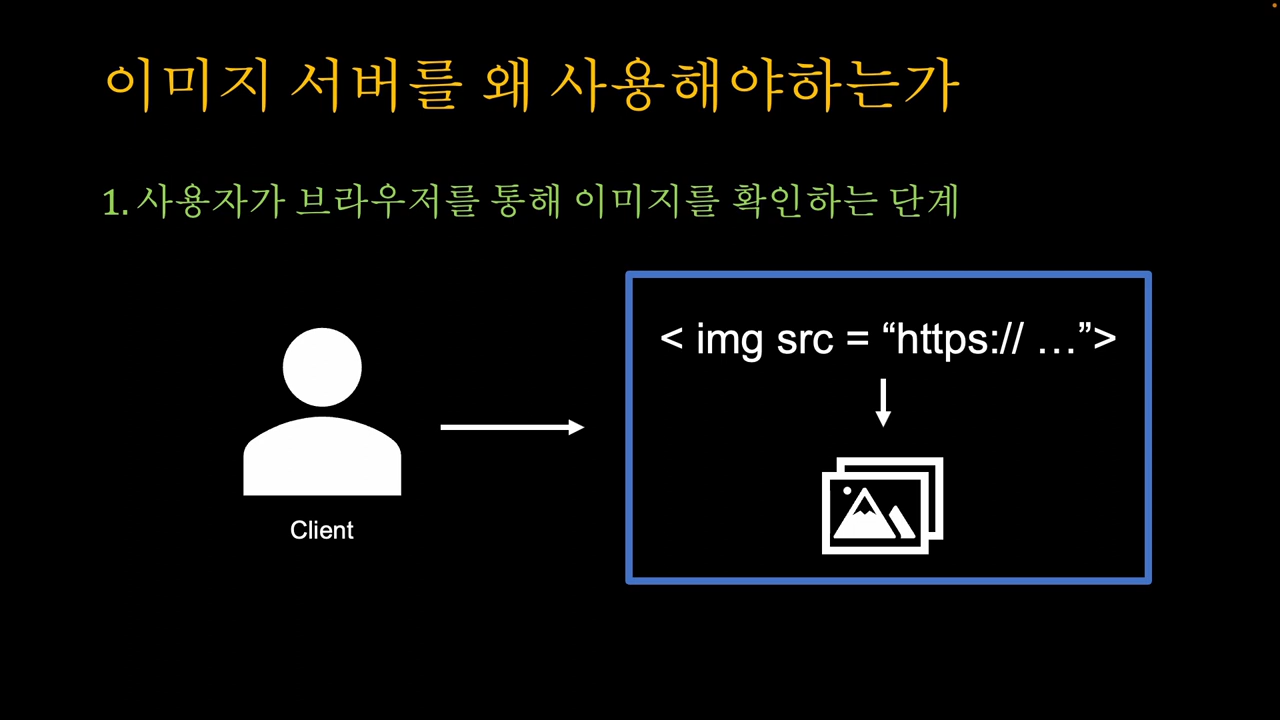 이미지 서버를 왜 사용해야하는가
1. 사용자가 브라우저를 통해 이미지를 확인하는 단계
< img src = “https:// …”>
Client